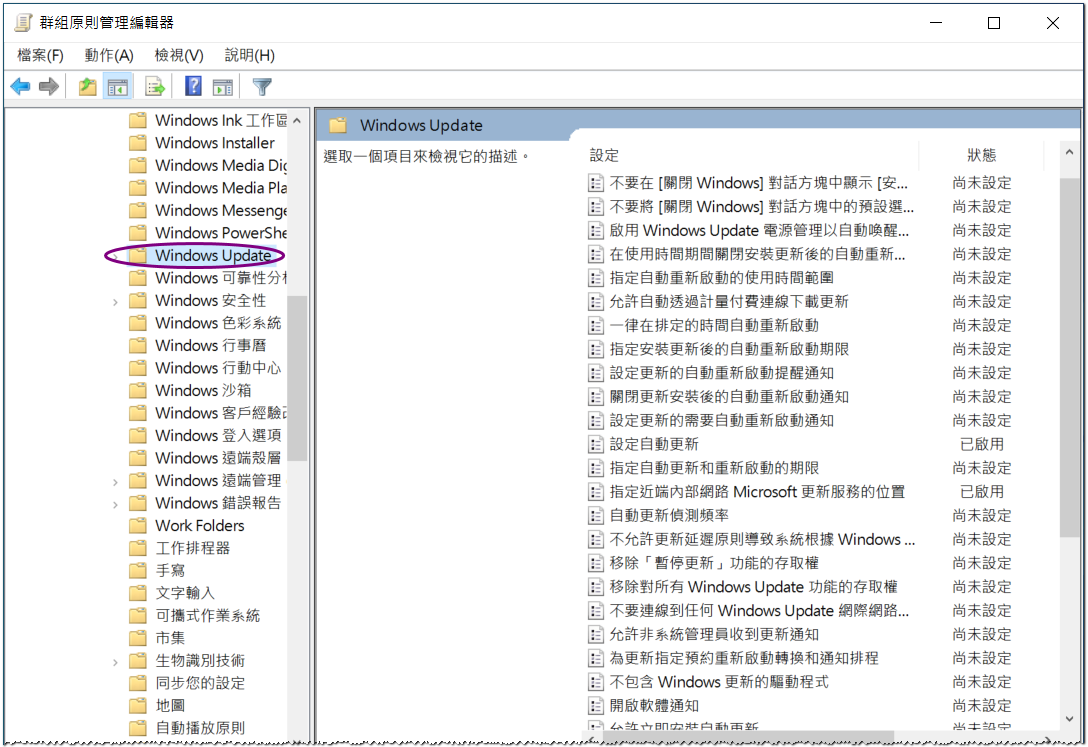 群組原則管理編輯器
檔案(F) 動作(A) 檢視(V) 說明(H)
Windows Ink 工作區
Windows Installer
Windows Media Dig
Windows Media Pla
Windows Messenge
Windows PowerShe
Windows Update
Windows 可靠性分析
Windows 安全性
Windows 色彩系統
Windows 行事曆
Windows 行動中心
Windows 沙箱
Windows 客戶經驗改
Windows 登入選項
Windows 遠端殼層
Windows 遠端管理
Windows 錯誤報告
Work Folders
工作排程器
手寫
文字輸入
可攜式作業系統
市集
生物識別技術
同步您的設定
地圖
自動播放原則
Windows Update
選取一個項目來檢視它的描述。
設定 狀態
不要在 [關閉 Windows] 對話方塊中顯示 [安... 尚未設定
不要將 [關閉 Windows] 對話方塊中的預設選... 尚未設定
啟用 Windows Update 電源管理以自動喚醒... 尚未設定
在使用時間期間關閉安裝更新後的自動重新... 尚未設定
指定自動重新啟動的使用時間範圍 尚未設定
允許自動透過計量付費連線下載更新 尚未設定
一律在排定的時間自動重新啟動 尚未設定
指定安裝更新後的自動重新啟動期限 尚未設定
設定更新的自動重新啟動提醒通知 尚未設定
關閉更新安裝後的自動重新啟動通知 尚未設定
設定更新的需要自動重新啟動通知 尚未設定
設定自動更新 已啟用
指定自動更新和重新啟動的期限 尚未設定
指定近端內部網路 Microsoft 更新服務的位置 已啟用
自動更新偵測頻率 尚未設定
不允許更新延遲原則導致系統根據 Windows ... 尚未設定
移除「暫停更新」功能的存取權 尚未設定
移除對所有 Windows Update 功能的存取權 尚未設定
不要連線到任何 Windows Update 網際網路... 尚未設定
允許非系統管理員收到更新通知 尚未設定
為更新指定預約重新啟動轉換和通知排程 尚未設定
不包含 Windows 更新的驅動程式 尚未設定
開啟軟體通知 尚未設定
允許立即安裝自動更新 尚未設定